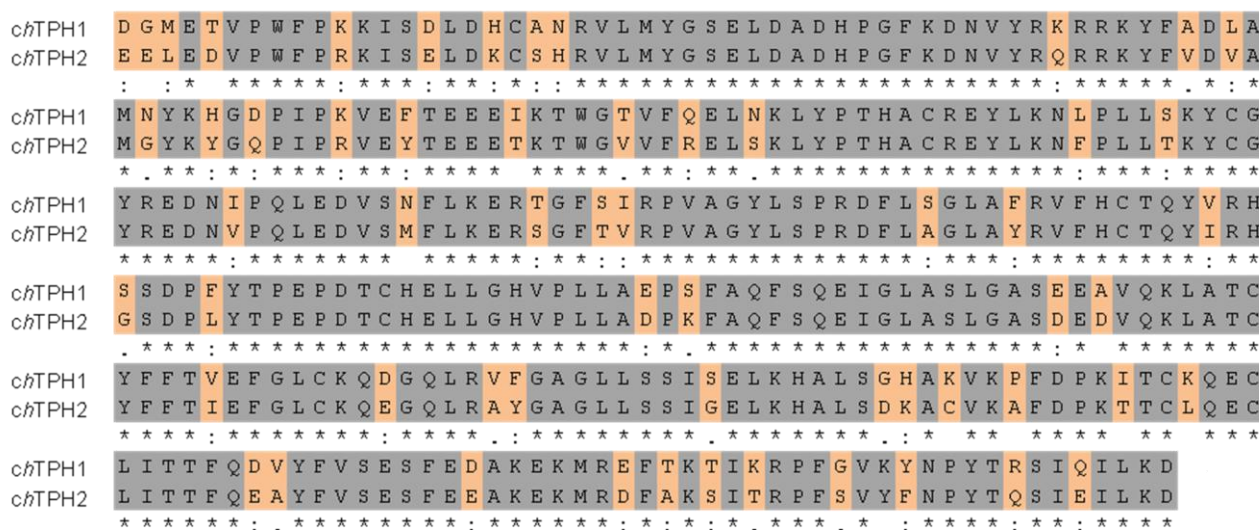 chTPH1 D G M E T V P W F P K K I S D L D H C A N R V L M Y G S E L D A D H P G F K D N V Y R K R R K Y F A D L A
chTPH2 E E L E D V P W F P R K I S E L D K C S H R V L M Y G S E L D A D H P G F K D N V Y R Q R R K Y F V D V A
: : * * * * * * : * * * : * * : * : : * * * * * * * * * * * * * * * * * * * * * * : * * * * * . * : *
chTPH1 M N Y K H G D P I P K V E F T E E E I K T W G T V F Q E L N K L Y P T H A C R E Y L K N L P L L S K Y C G
chTPH2 M G Y K Y G Q P I P R V E Y T E E E T K T W G V V F R E L S K L Y P T H A C R E Y L K N F P L L T K Y C G
* . * * : * : * * * : * * : * * * * * * * * . * * : * * . * * * * * * * * * * * * * * : * * * : * * * *
chTPH1 Y R E D N I P Q L E D V S N F L K E R T G F S I R P V A G Y L S P R D F L S G L A F R V F H C T Q Y V R H
chTPH2 Y R E D N V P Q L E D V S M F L K E R S G F T V R P V A G Y L S P R D F L A G L A Y R V F H C T Q Y I R H
* * * * * : * * * * * * * * * * * * : * * : : * * * * * * * * * * * * * : * * * : * * * * * * * * : * *
chTPH1 S S D P F Y T P E P D T C H E L L G H V P L L A E P S F A Q F S Q E I G L A S L G A S E E A V Q K L A T C
chTPH2 G S D P L Y T P E P D T C H E L L G H V P L L A D P K F A Q F S Q E I G L A S L G A S D E D V Q K L A T C
. * * * : * * * * * * * * * * * * * * * * * * * : * . * * * * * * * * * * * * * * * * : * * * * * * * *
chTPH1 Y F F T V E F G L C K Q D G Q L R V F G A G L L S S I S E L K H A L S G H A K V K P F D P K I T C K Q E C
chTPH2 Y F F T I E F G L C K Q E G Q L R A Y G A G L L S S I G E L K H A L S D K A C V K A F D P K T T C L Q E C
* * * * : * * * * * * * : * * * * . : * * * * * * * * . * * * * * * * . : * * * * * * * * * * * *
chTPH1 L I T T F Q D V Y F V S E S F E D A K E K M R E F T K T I K R P F G V K Y N P Y T R S I Q I L K D
chTPH2 L I T T F Q E A Y F V S E S F E E A K E K M R D F A K S I T R P F S V Y F N P Y T Q S I E I L K D
* * * * * * : . * * * * * * * * : * * * * * * : * . * : * . * * * . * : * * * * : * * : * * * *